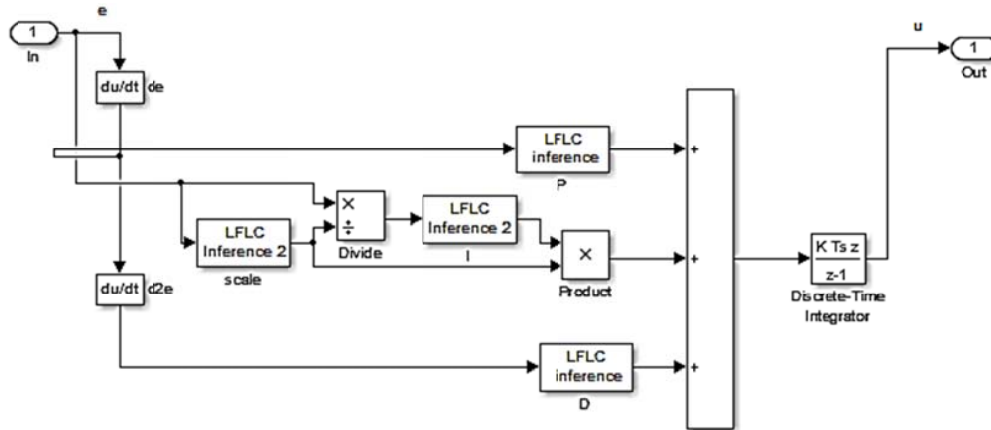 e
1
In
du/dt
de
LFLC
inference
P
LFLC
Inference 2
scale
×
÷
Divide
LFLC
Inference 2
I
×
Product
du/dt
d2e
LFLC
inference
D
+
+
+
K Ts z
z-1
Discrete-Time
Integrator
u
1
Out